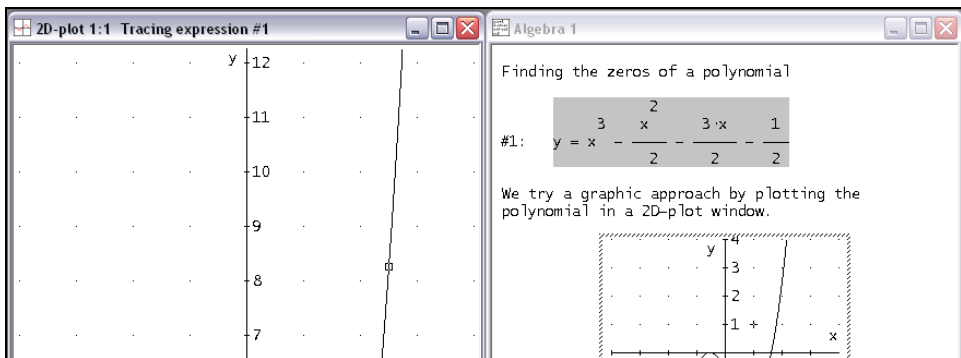 2D-plot 1:1 Tracing expression #1
y 12
11
10
9
8
7
Algebra 1
Finding the zeros of a polynomial
#1: y = x³ - x²/2 - 3·x/2 - 1/2
We try a graphic approach by plotting the
polynomial in a 2D-plot window.
y 4
3
2
1
x